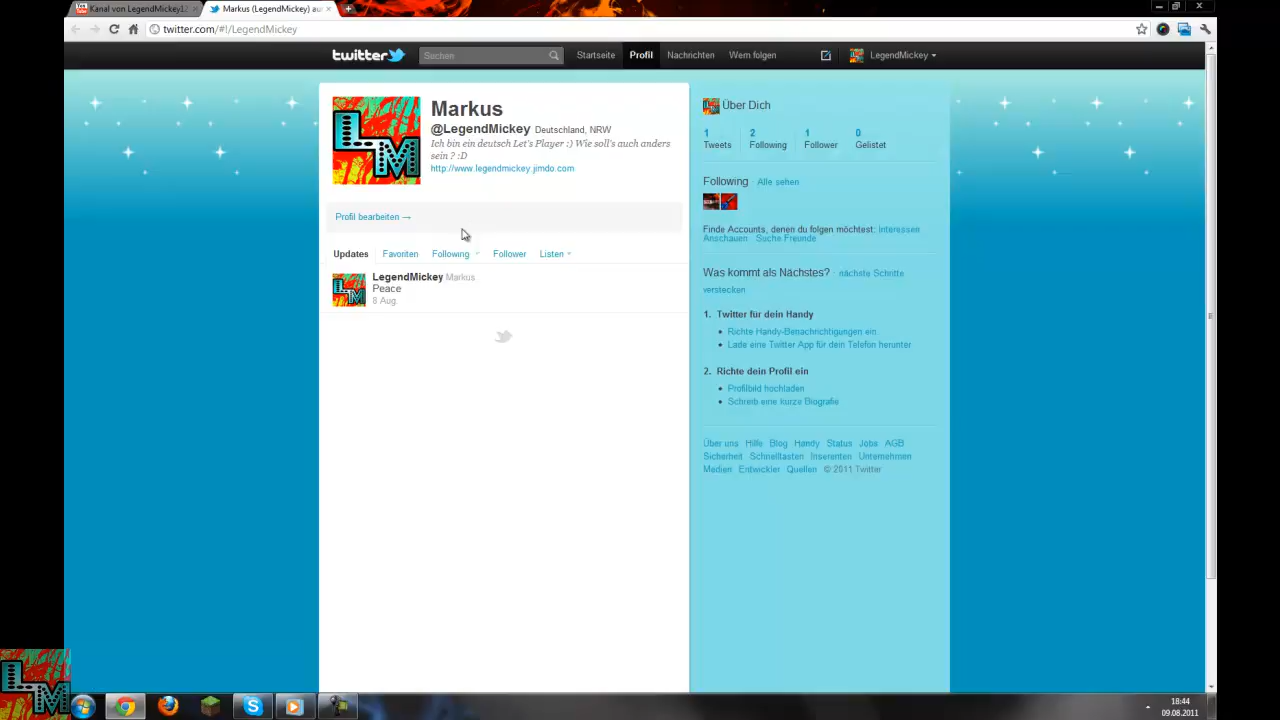 Kanal von LegendMickey12
Markus (LegendMickey) au
twitter.com/#!/LegendMickey
twitter
Suchen
Startseite
Profil
Nachrichten
Wem folgen
LegendMickey
LM
Markus
@LegendMickey Deutschland, NRW
Ich bin ein deutsch Let's Player :) Wie soll's auch anders
sein ? :D
http://www.legendmickey.jimdo.com
Profil bearbeiten →
Updates Favoriten Following Follower Listen
LegendMickey Markus
Peace
8 Aug.
Über Dich
1 2 1 0
Tweets Following Follower Gelistet
Following · Alle sehen
Finde Accounts, denen du folgen möchtest: Interessen
Anschauen · Suche Freunde
Was kommt als Nächstes? · nächste Schritte
verstecken
1. Twitter für dein Handy
• Richte Handy-Benachrichtigungen ein.
• Lade eine Twitter App für dein Telefon herunter
2. Richte dein Profil ein
• Profilbild hochladen
• Schreib eine kurze Biografie
Über uns Hilfe Blog Handy Status Jobs AGB
Sicherheit Schnelltasten Inserenten Unternehmen
Medien Entwickler Quellen © 2011 Twitter
LM
18:44
09.08.2011